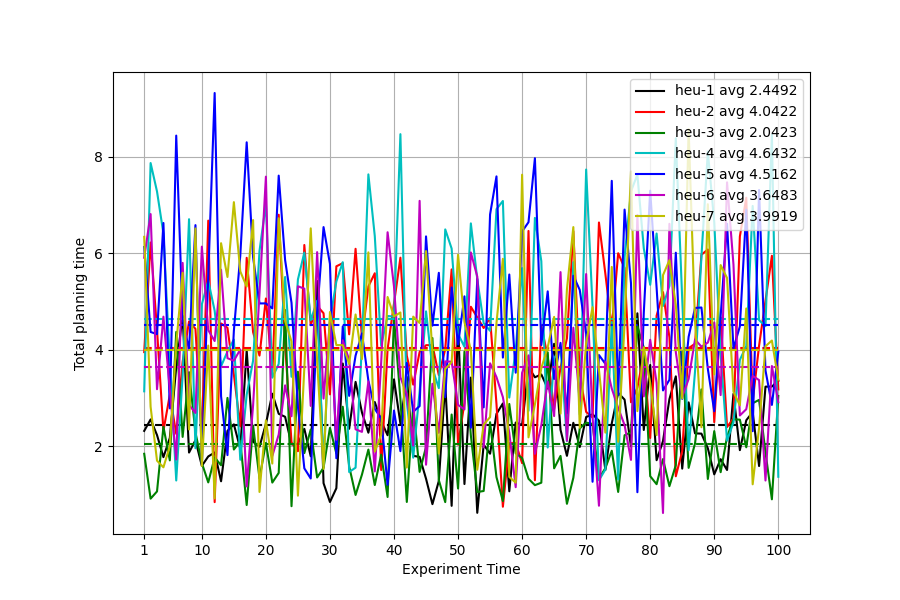 heu-1 avg 2.4492
heu-2 avg 4.0422
heu-3 avg 2.0423
heu-4 avg 4.6432
heu-5 avg 4.5162
heu-6 avg 3.6483
heu-7 avg 3.9919
8
6
4
2
Total planning time
1 10 20 30 40 50 60 70 80 90 100
Experiment Time